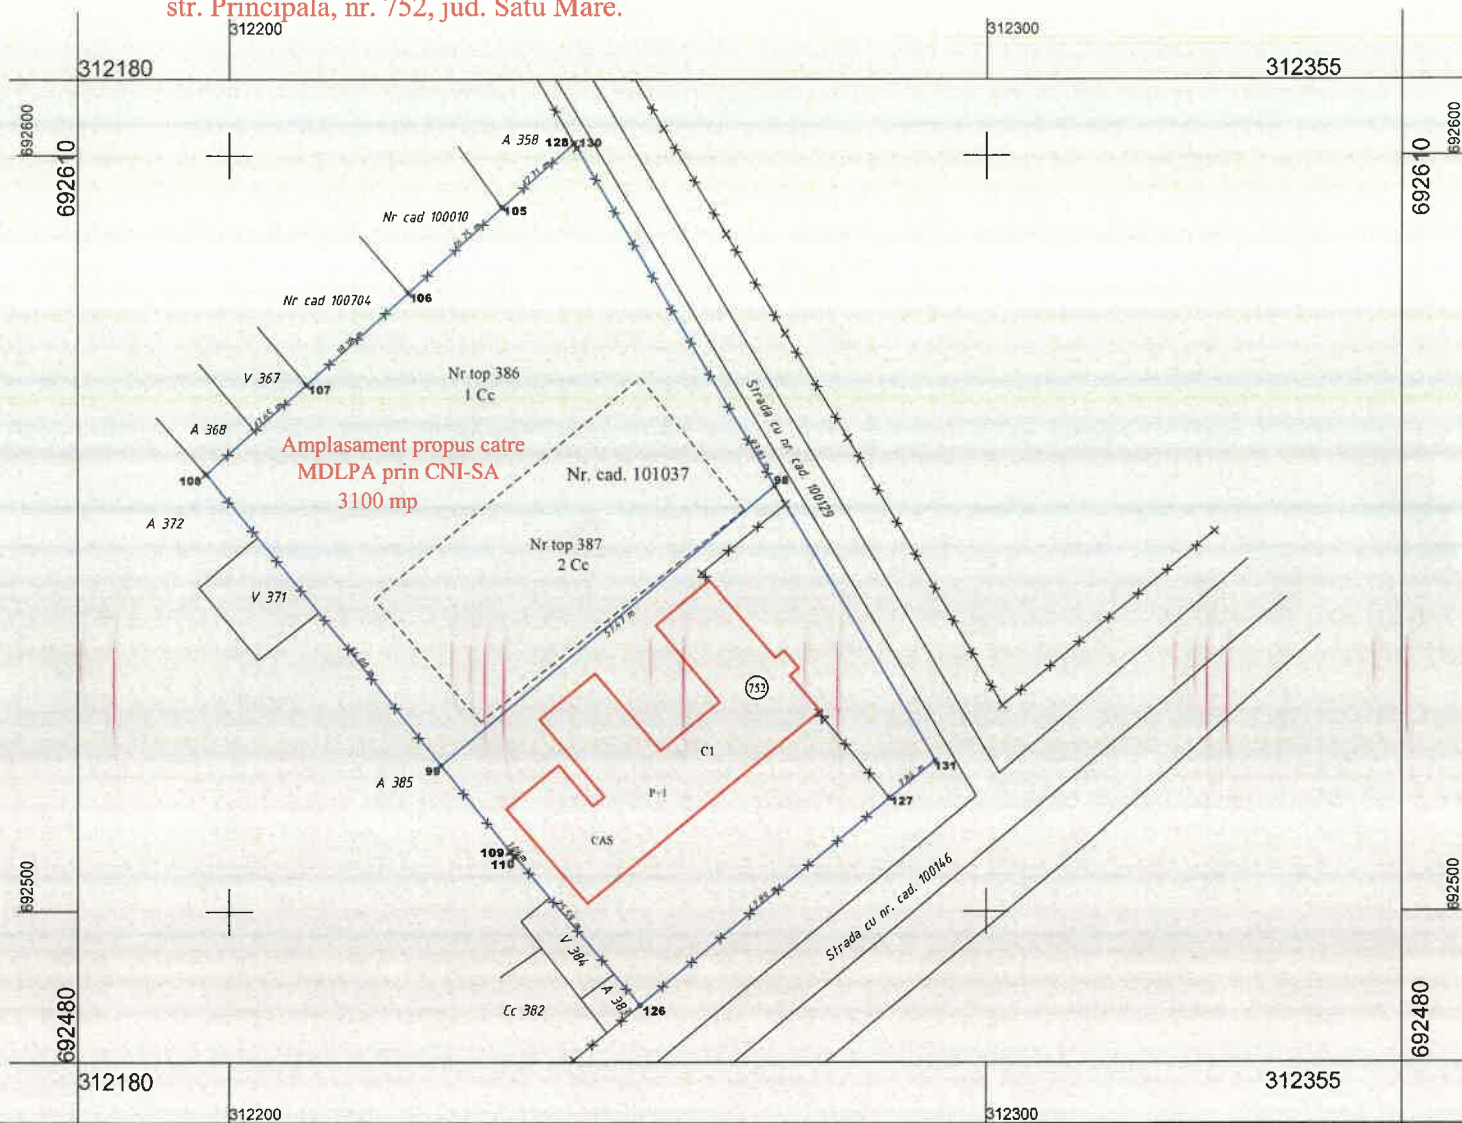 str. Principala, nr. 752, jud. Satu Mare.
312200
312300
312180
312355
692600
692600
692610
692610
A 358
128
130
105
Nr cad 100010
Nr cad 100704
106
V 367
107
Nr top 386
1 Cc
A 368
Amplasament propus catre
MDLPA prin CNI-SA
3100 mp
Nr. cad. 101037
Strada cu nr. cad. 100129
98
108
A 372
Nr top 387
2 Cc
V 371
752
C1
A 385
99
131
127
P+1
CAS
109
110
Strada cu nr. cad. 100146
692500
692500
V 384
Cc 382
126
692480
692480
312180
312355
312200
312300